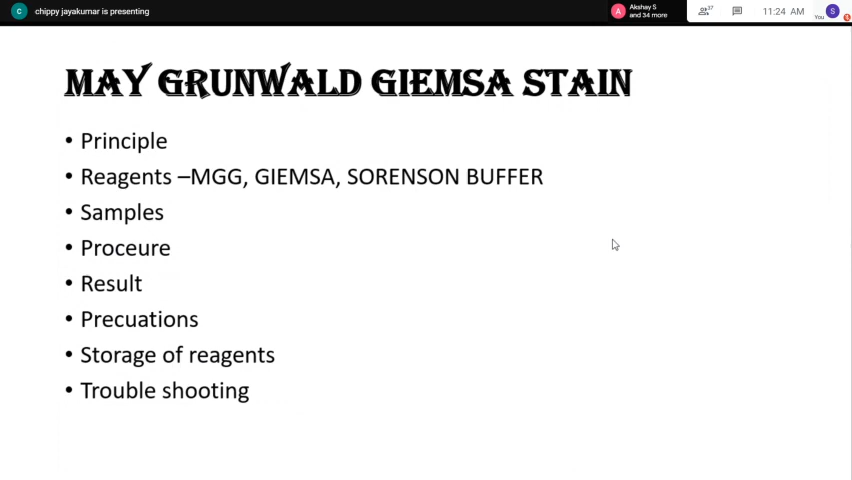 chippy jayakumar is presenting
Akshay S
and 34 more
37
11:24 AM
You
MAY GRUNWALD GIEMSA STAIN
• Principle
• Reagents –MGG, GIEMSA, SORENSON BUFFER
• Samples
• Proceure
• Result
• Precuations
• Storage of reagents
• Trouble shooting